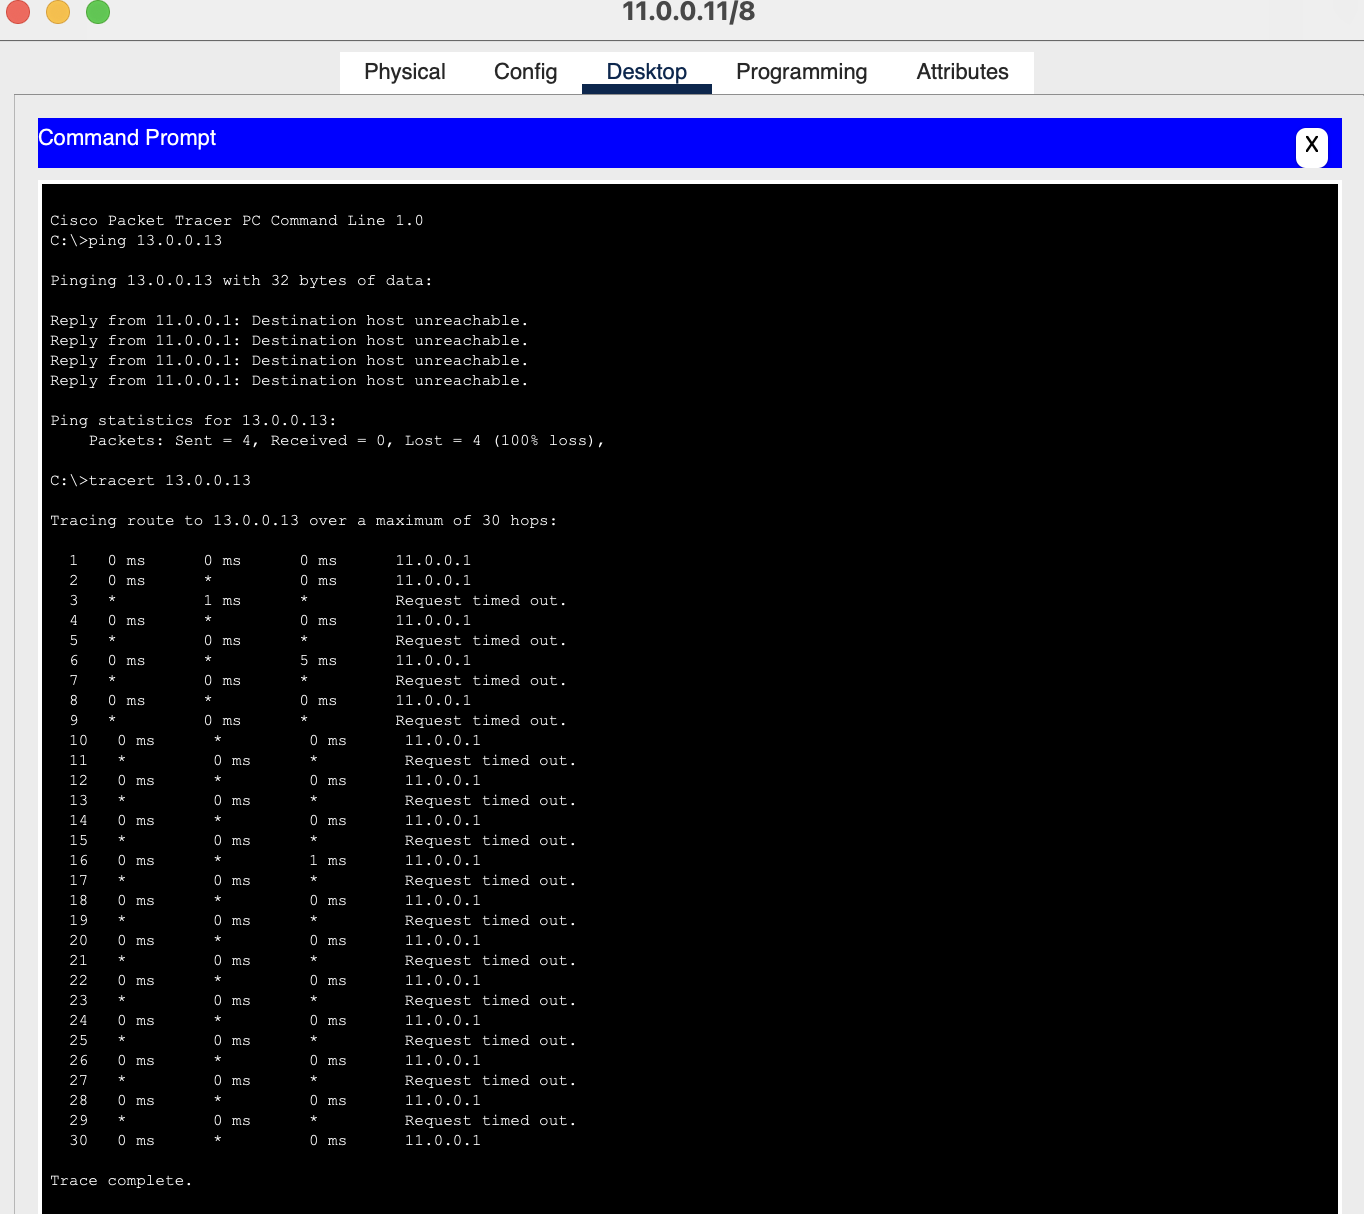 11.0.0.11/8
Physical Config Desktop Programming Attributes
Command Prompt
X
Cisco Packet Tracer PC Command Line 1.0
C:\>ping 13.0.0.13
Pinging 13.0.0.13 with 32 bytes of data:
Reply from 11.0.0.1: Destination host unreachable.
Reply from 11.0.0.1: Destination host unreachable.
Reply from 11.0.0.1: Destination host unreachable.
Reply from 11.0.0.1: Destination host unreachable.
Ping statistics for 13.0.0.13:
Packets: Sent = 4, Received = 0, Lost = 4 (100% loss),
C:\>tracert 13.0.0.13
Tracing route to 13.0.0.13 over a maximum of 30 hops:
1 0 ms 0 ms 0 ms 11.0.0.1
2 0 ms * 0 ms 11.0.0.1
3 * 1 ms * Request timed out.
4 0 ms * 0 ms 11.0.0.1
5 * 0 ms * Request timed out.
6 0 ms * 5 ms 11.0.0.1
7 * 0 ms * Request timed out.
8 0 ms * 0 ms 11.0.0.1
9 * 0 ms * Request timed out.
10 0 ms * 0 ms 11.0.0.1
11 * 0 ms * Request timed out.
12 0 ms * 0 ms 11.0.0.1
13 * 0 ms * Request timed out.
14 0 ms * 0 ms 11.0.0.1
15 * 0 ms * Request timed out.
16 0 ms * 1 ms 11.0.0.1
17 * 0 ms * Request timed out.
18 0 ms * 0 ms 11.0.0.1
19 * 0 ms * Request timed out.
20 0 ms * 0 ms 11.0.0.1
21 * 0 ms * Request timed out.
22 0 ms * 0 ms 11.0.0.1
23 * 0 ms * Request timed out.
24 0 ms * 0 ms 11.0.0.1
25 * 0 ms * Request timed out.
26 0 ms * 0 ms 11.0.0.1
27 * 0 ms * Request timed out.
28 0 ms * 0 ms 11.0.0.1
29 * 0 ms * Request timed out.
30 0 ms * 0 ms 11.0.0.1
Trace complete.